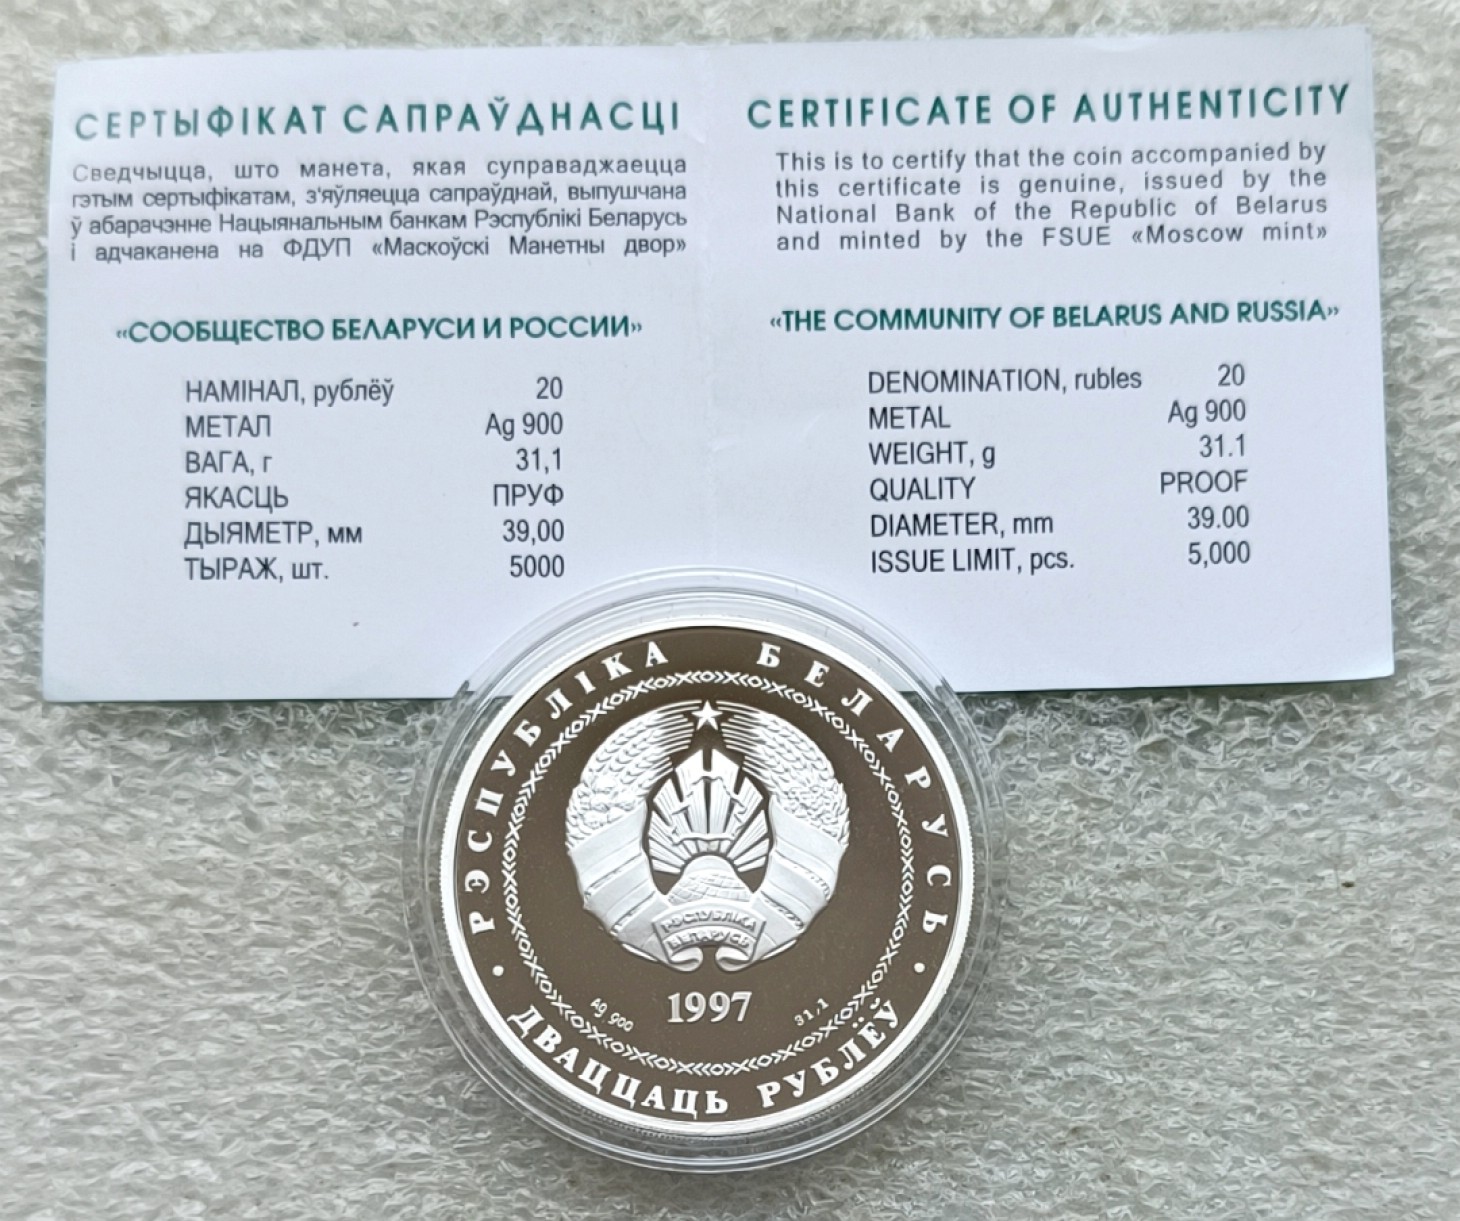 СЕРТЫФІКАТ САПРАЎДНАСЦІ
Сведчыцца, што манета, якая суправаджаецца
гэтым сертыфікатам, з'яўляецца сапраўднай, выпушчана
ў абарачэнне Нацыянальным банкам Рэспублікі Беларусь
і адчаканена на ФДУП «Маскоўскі Манетны двор»
«СООБЩЕСТВО БЕЛАРУСИ И РОССИИ»
НАМІНАЛ, рублёў 20
МЕТАЛ Ag 900
ВАГА, г 31,1
ЯКАСЦЬ ПРУФ
ДЫЯМЕТР, мм 39,00
ТЫРАЖ, шт. 5000
CERTIFICATE OF AUTHENTICITY
This is to certify that the coin accompanied by
this certificate is genuine, issued by the
National Bank of the Republic of Belarus
and minted by the FSUE «Moscow mint»
«THE COMMUNITY OF BELARUS AND RUSSIA»
DENOMINATION, rubles 20
METAL Ag 900
WEIGHT, g 31.1
QUALITY PROOF
DIAMETER, mm 39.00
ISSUE LIMIT, pcs. 5,000
РЭСПУБЛІКА БЕЛАРУСЬ
РЭСПУБЛІКА
БЕЛАРУСЬ
Ag 900 1997 31,1
• ДВАЦЦАЦЬ РУБЛЁЎ •